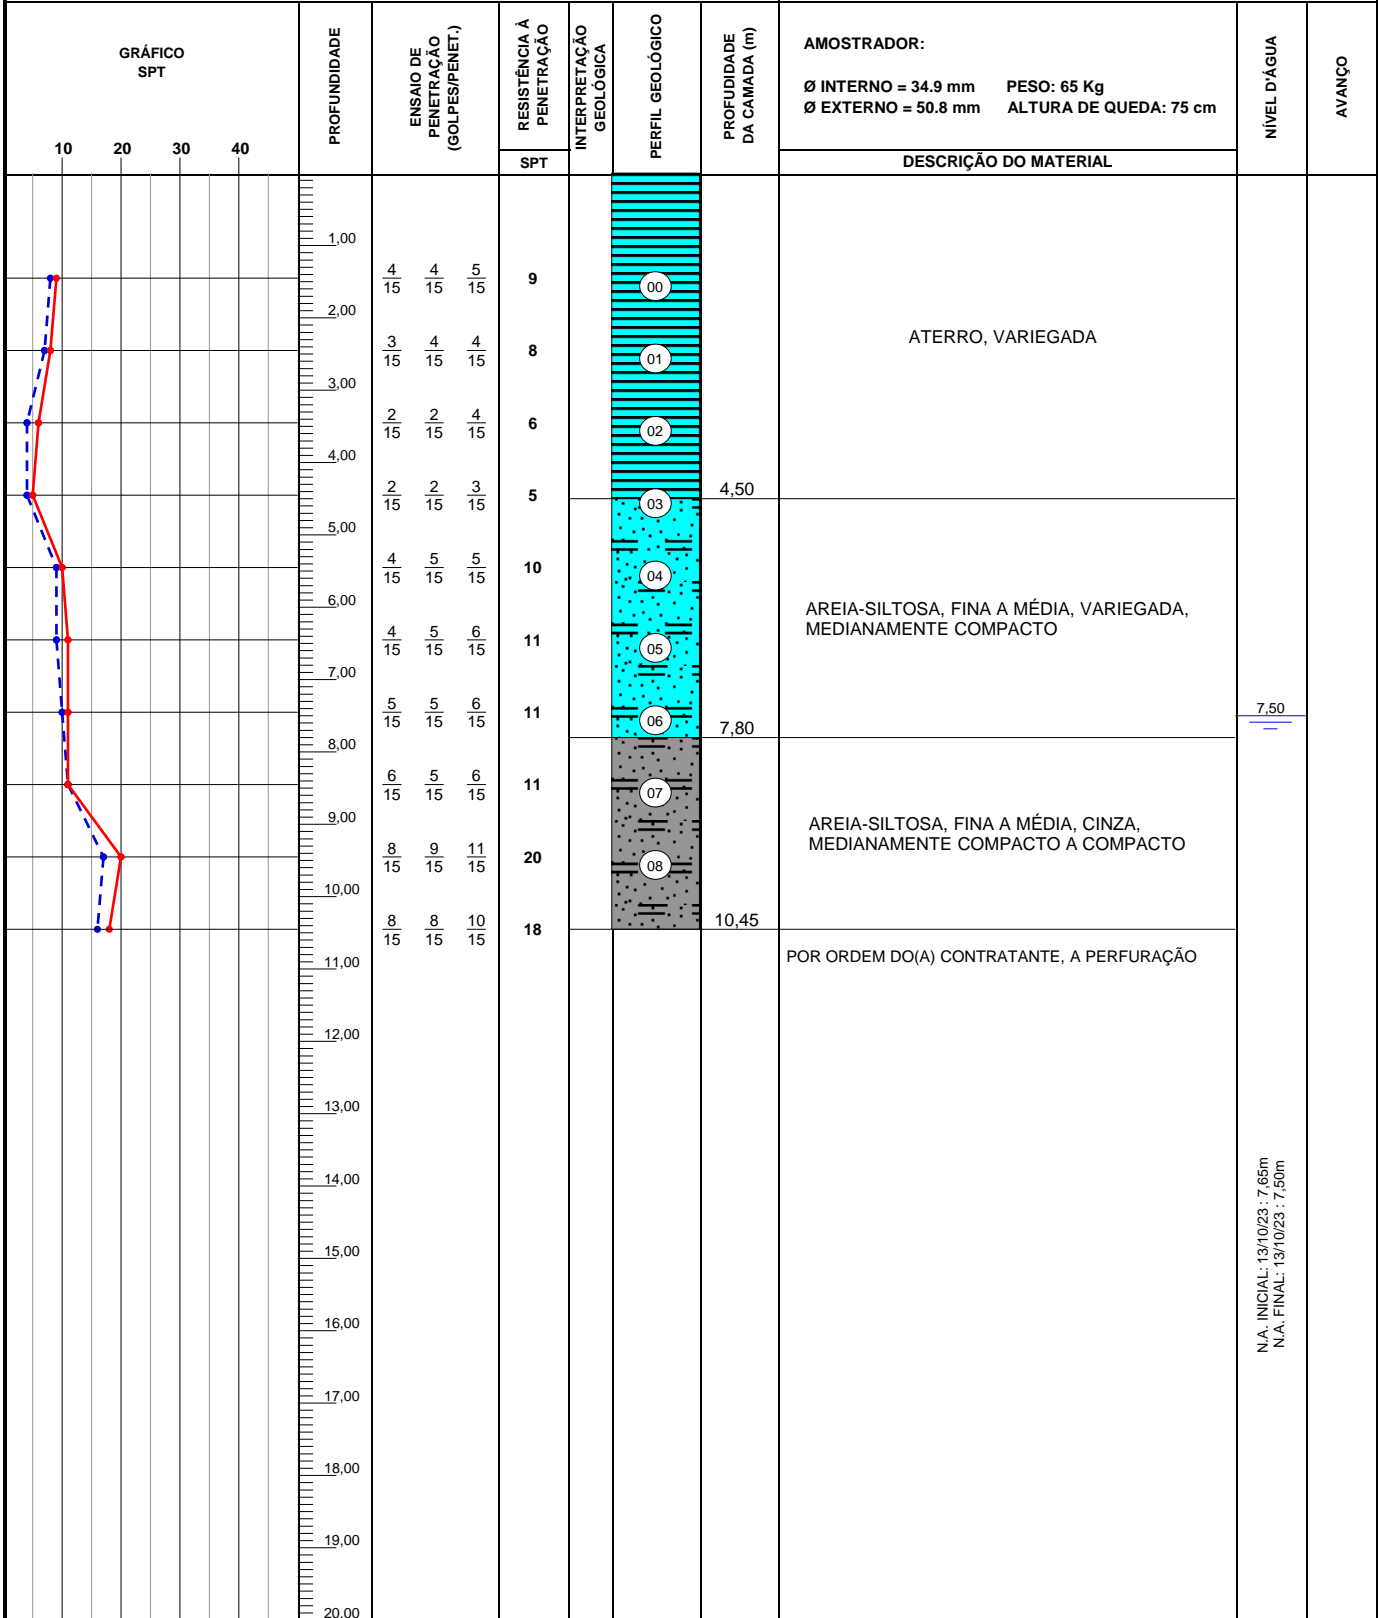 GRÁFICO
SPT
10 20 30 40
PROFUNDIDADE
ENSAIO DE
PENETRAÇÃO
(GOLPES/PENET.)
RESISTÊNCIA À
PENETRAÇÃO
SPT
INTERPRETAÇÃO
GEOLÓGICA
PERFIL GEOLÓGICO
PROFUDIDADE
DA CAMADA (m)
AMOSTRADOR:
Ø INTERNO = 34.9 mm PESO: 65 Kg
Ø EXTERNO = 50.8 mm ALTURA DE QUEDA: 75 cm
DESCRIÇÃO DO MATERIAL
NÍVEL D'ÁGUA
AVANÇO
1,00
4/15 4/15 5/15 9 00
2,00
ATERRO, VARIEGADA
3/15 4/15 4/15 8 01
3,00
2/15 2/15 4/15 6 02
4,00
2/15 2/15 3/15 5 03 4,50
5,00
4/15 5/15 5/15 10 04
6,00
AREIA-SILTOSA, FINA A MÉDIA, VARIEGADA,
MEDIANAMENTE COMPACTO
4/15 5/15 6/15 11 05
7,00
5/15 5/15 6/15 11 06 7,50
7,80
8,00
6/15 5/15 6/15 11 07
9,00
AREIA-SILTOSA, FINA A MÉDIA, CINZA,
MEDIANAMENTE COMPACTO A COMPACTO
8/15 9/15 11/15 20 08
10,00
8/15 8/15 10/15 18 10,45
POR ORDEM DO(A) CONTRATANTE, A PERFURAÇÃO
11,00
12,00
13,00
14,00
15,00
16,00
17,00
18,00
19,00
20,00
N.A. INICIAL: 13/10/23 : 7,65m
N.A. FINAL: 13/10/23 : 7,50m